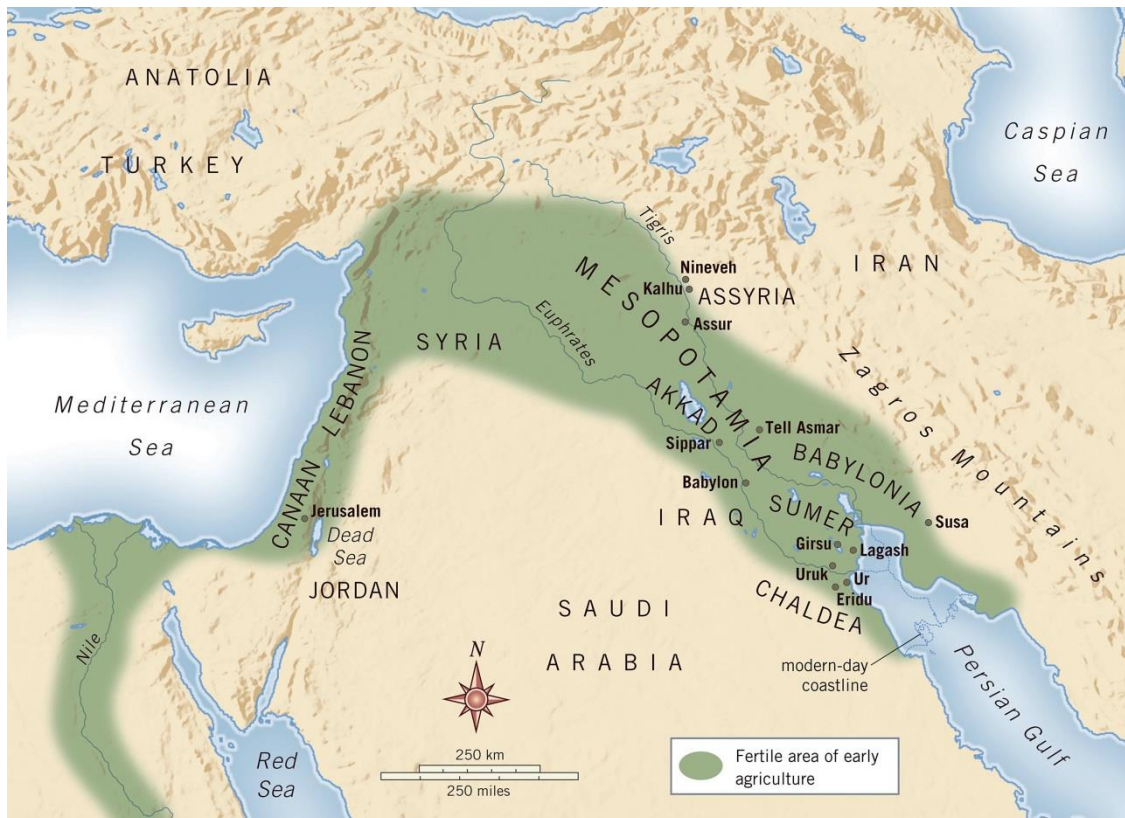 ANATOLIA
TURKEY
Caspian
Sea
Tigris
IRAN
Nineveh
Kalhu
ASSYRIA
Assur
MESOPOTAMIA
Euphrates
SYRIA
LEBANON
Zagros Mountains
Mediterranean
Sea
AKKAD
Tell Asmar
Sippar
BABYLONIA
Babylon
CANAAN
Jerusalem
Dead
Sea
IRAQ
SUMER
Susa
Girsu
Lagash
Uruk
Ur
Eridu
JORDAN
CHALDEA
SAUDI
ARABIA
Nile
N
modern-day
coastline
Persian Gulf
Red
Sea
250 km
250 miles
Fertile area of early
agriculture